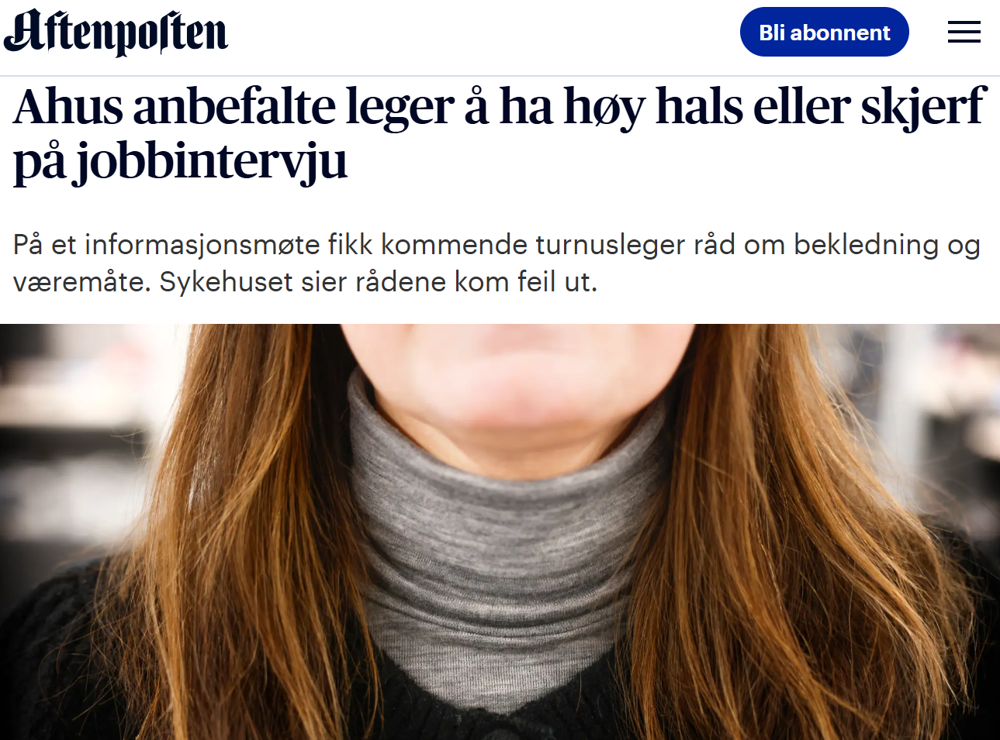 Aftenposten
Bli abonnent
Ahus anbefalte leger å ha høy hals eller skjerf
på jobbintervju
På et informasjonsmøte fikk kommende turnusleger råd om bekledning og
væremåte. Sykehuset sier rådene kom feil ut.